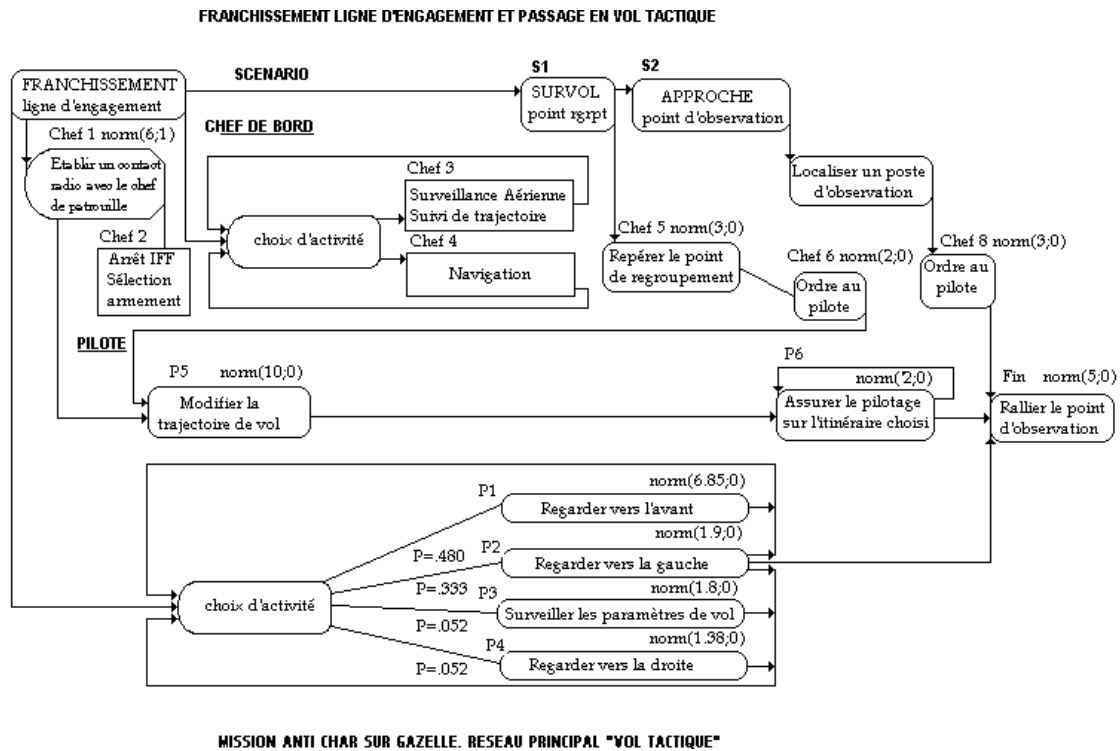 FRANCHISSEMENT LIGNE D'ENGAGEMENT ET PASSAGE EN VOL TACTIQUE
FRANCHISSEMENT
ligne d'engagement
SCENARIO
S1
SURVOL
point rgrpt
S2
APPROCHE
point d'observation
Chef 1 norm(6;1)
Etablir un contact
radio avec le chef
de patrouille
CHEF DE BORD
Chef 2
Arrêt IFF
Sélection
armement
choix d'activité
Chef 3
Surveillance Aérienne
Suivi de trajectoire
Chef 4
Navigation
Localiser un poste
d'observation
Chef 5 norm(3;0)
Repérer le point
de regroupement
Chef 6 norm(2;0)
Ordre au
pilote
Chef 8 norm(3;0)
Ordre au
pilote
PILOTE
P5 norm(10;0)
Modifier la
trajectoire de vol
P6
norm('2;0)
Assurer le pilotage
sur l'itinéraire choisi
Fin norm(5;0)
Rallier le point
d'observation
choix d'activité
P1 norm(6.85;0)
Regarder vers l'avant
P=.480
P2 norm(1.9;0)
Regarder vers la gauche
P=.333
P3 norm(1.8;0)
Surveiller les paramètres de vol
P=.052
P4 norm(1.38;0)
Regarder vers la droite
P=.052
MISSION ANTI CHAR SUR GAZELLE. RESEAU PRINCIPAL "VOL TACTIQUE"